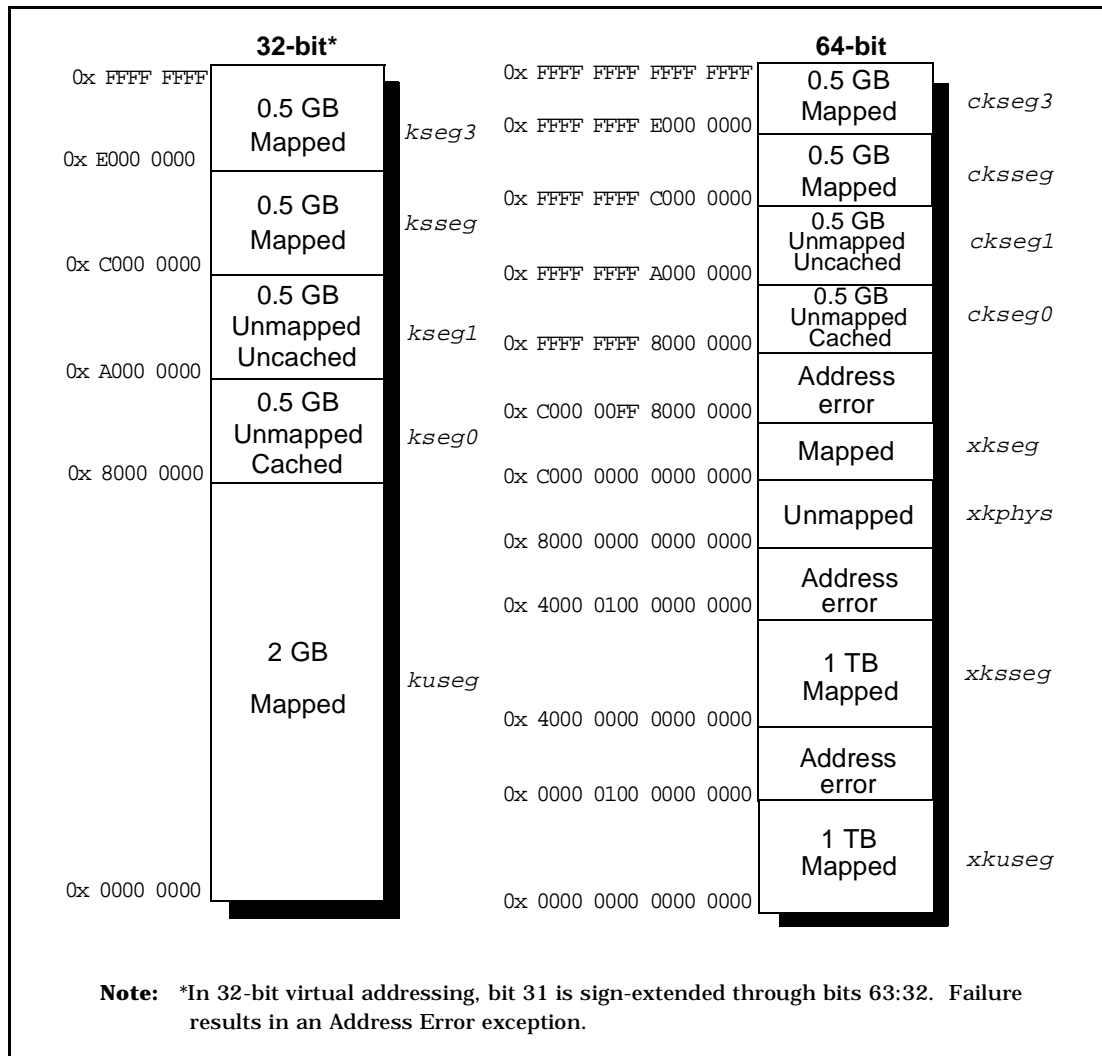 32-bit*
0x FFFF FFFF
0.5 GB
Mapped
kseg3
0x E000 0000
0.5 GB
Mapped
ksseg
0x C000 0000
0.5 GB
Unmapped
Uncached
kseg1
0x A000 0000
0.5 GB
Unmapped
Cached
kseg0
0x 8000 0000
2 GB
Mapped
kuseg
0x 0000 0000
64-bit
0x FFFF FFFF FFFF FFFF
0.5 GB
Mapped
ckseg3
0x FFFF FFFF E000 0000
0.5 GB
Mapped
cksseg
0x FFFF FFFF C000 0000
0.5 GB
Unmapped
Uncached
ckseg1
0x FFFF FFFF A000 0000
0.5 GB
Unmapped
Cached
ckseg0
0x FFFF FFFF 8000 0000
Address
error
0x C000 00FF 8000 0000
Mapped
xkseg
0x C000 0000 0000 0000
Unmapped
xkphys
0x 8000 0000 0000 0000
Address
error
0x 4000 0100 0000 0000
1 TB
Mapped
xksseg
0x 4000 0000 0000 0000
Address
error
0x 0000 0100 0000 0000
1 TB
Mapped
xkuseg
0x 0000 0000 0000 0000
Note: *In 32-bit virtual addressing, bit 31 is sign-extended through bits 63:32. Failure
results in an Address Error exception.